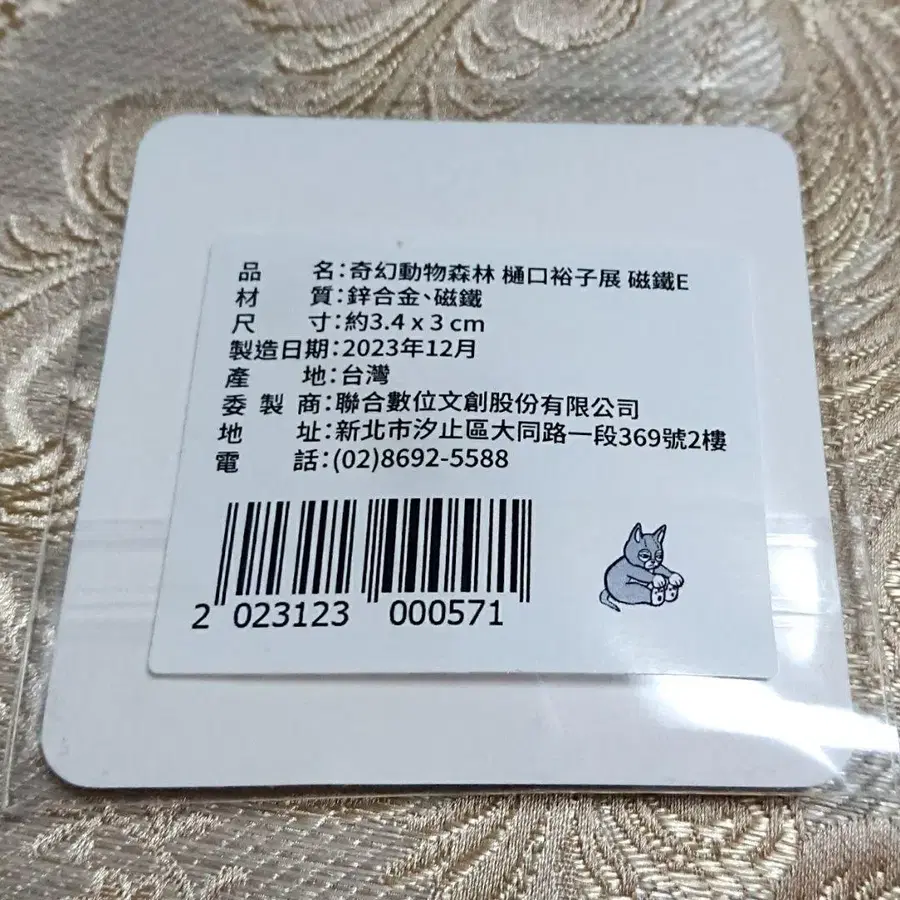 品名：奇幻動物森林 樋口裕子展 磁鐵E
材質：鋅合金、磁鐵
尺寸：約3.4 x 3 cm
製造日期：2023年12月
產地：台灣
委製商：聯合數位文創股份有限公司
地址：新北市汐止區大同路一段369號2樓
電話：(02)8692-5588
2 023123 000571